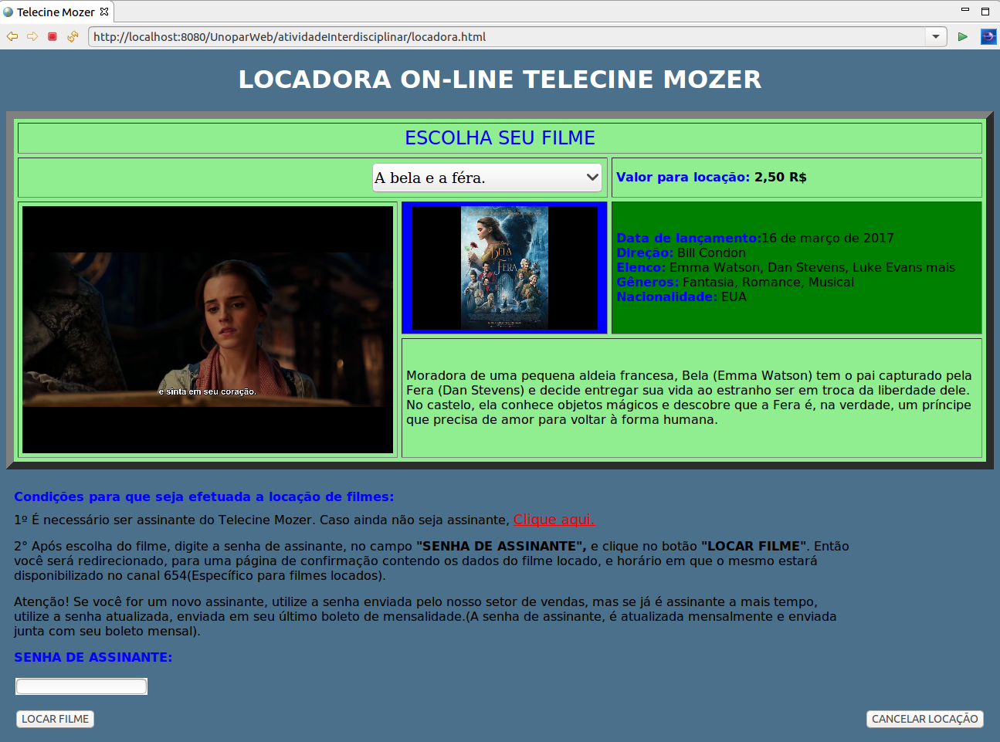 Telecine Mozer
http://localhost:8080/UnoparWeb/atividadeInterdisciplinar/locadora.html
LOCADORA ON-LINE TELECINE MOZER
ESCOLHA SEU FILME
A bela e a féra.
Valor para locação: 2,50 R$
e sinta em seu coração.
BELA
FERA
Data de lançamento:16 de março de 2017
Direção: Bill Condon
Elenco: Emma Watson, Dan Stevens, Luke Evans mais
Gêneros: Fantasia, Romance, Musical
Nacionalidade: EUA
Moradora de uma pequena aldeia francesa, Bela (Emma Watson) tem o pai capturado pela
Fera (Dan Stevens) e decide entregar sua vida ao estranho ser em troca da liberdade dele.
No castelo, ela conhece objetos mágicos e descobre que a Fera é, na verdade, um príncipe
que precisa de amor para voltar à forma humana.
Condições para que seja efetuada a locação de filmes:
1º É necessário ser assinante do Telecine Mozer. Caso ainda não seja assinante, Clique aqui.
2° Após escolha do filme, digite a senha de assinante, no campo "SENHA DE ASSINANTE", e clique no botão "LOCAR FILME". Então
você será redirecionado, para uma página de confirmação contendo os dados do filme locado, e horário em que o mesmo estará
disponibilizado no canal 654(Específico para filmes locados).
Atenção! Se você for um novo assinante, utilize a senha enviada pelo nosso setor de vendas, mas se já é assinante a mais tempo,
utilize a senha atualizada, enviada em seu último boleto de mensalidade.(A senha de assinante, é atualizada mensalmente e enviada
junta com seu boleto mensal).
SENHA DE ASSINANTE:
LOCAR FILME
CANCELAR LOCAÇÃO